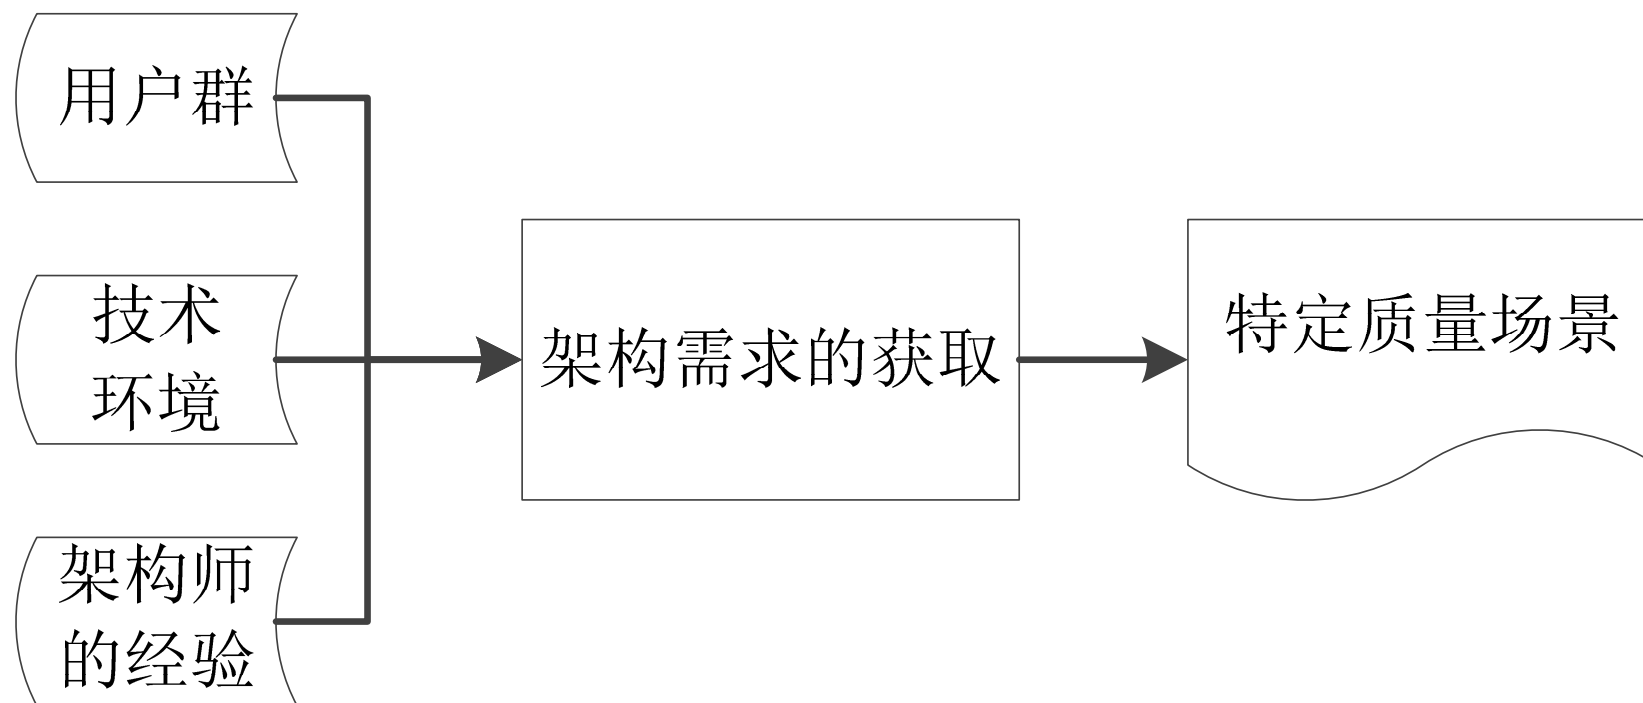 用户群
技术
环境
架构师
的经验
架构需求的获取
特定质量场景